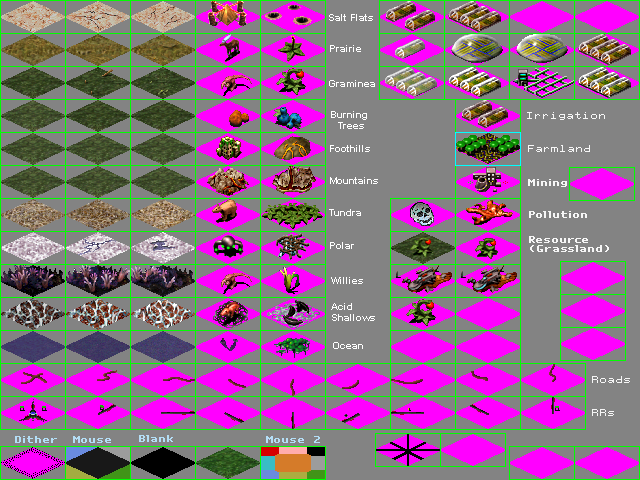 Salt Flats
Prairie
Graminea
Burning
Trees
Irrigation
Foothills
Farmland
Mountains
Mining
Tundra
Pollution
Polar
Resource
(Grassland)
Willies
Acid
Shallows
Ocean
Roads
RRs
Dither Mouse Blank Mouse 2